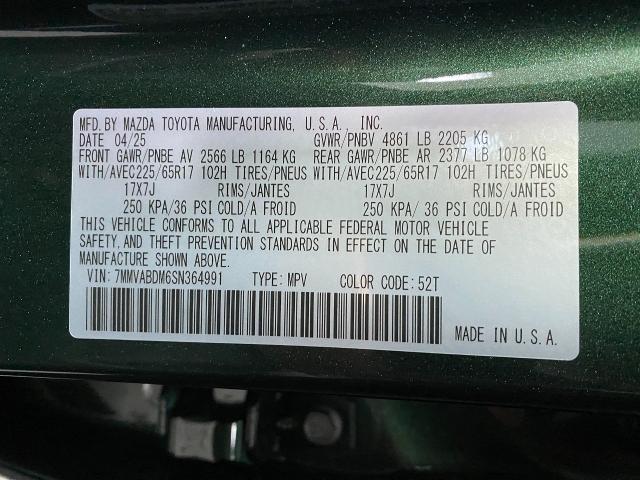 MFD. BY MAZDA TOYOTA MANUFACTURING, U.S.A., INC.
DATE 04/25 GVWR/PNBV 4861 LB 2205 KG
FRONT GAWR/PNBE AV 2566 LB 1164 KG REAR GAWR/PNBE AR 2377 LB 1078 KG
WITH/AVEC225/65R17 102H TIRES/PNEUS WITH/AVEC225/65R17 102H TIRES/PNEUS
17X7J RIMS/JANTES 17X7J RIMS/JANTES
250 KPA/36 PSI COLD/A FROID 250 KPA/36 PSI COLD/A FROID
THIS VEHICLE CONFORMS TO ALL APPLICABLE FEDERAL MOTOR VEHICLE
SAFETY, AND THEFT PREVENTION STANDARDS IN EFFECT ON THE DATE OF
MANUFACTURE SHOWN ABOVE.
VIN:7MMVABDM6SN364991 TYPE:MPV COLOR CODE:52T
MADE IN U.S.A.